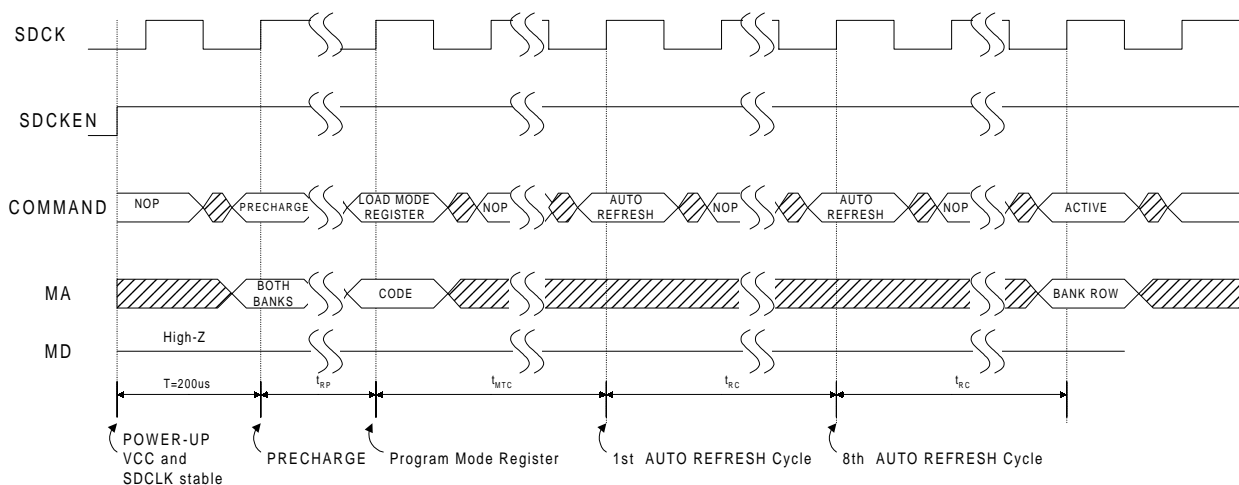 SDCK
SDCKEN
COMMAND
NOP
PRECHARGE
LOAD MODE
REGISTER
NOP
AUTO
REFRESH
NOP
AUTO
REFRESH
NOP
ACTIVE
MA
BOTH
BANKS
CODE
BANK ROW
MD
High-Z
T=200us
tRP
tMTC
tRC
tRC
POWER-UP
VCC and
SDCLK stable
PRECHARGE
Program Mode Register
1st AUTO REFRESH Cycle
8th AUTO REFRESH Cycle